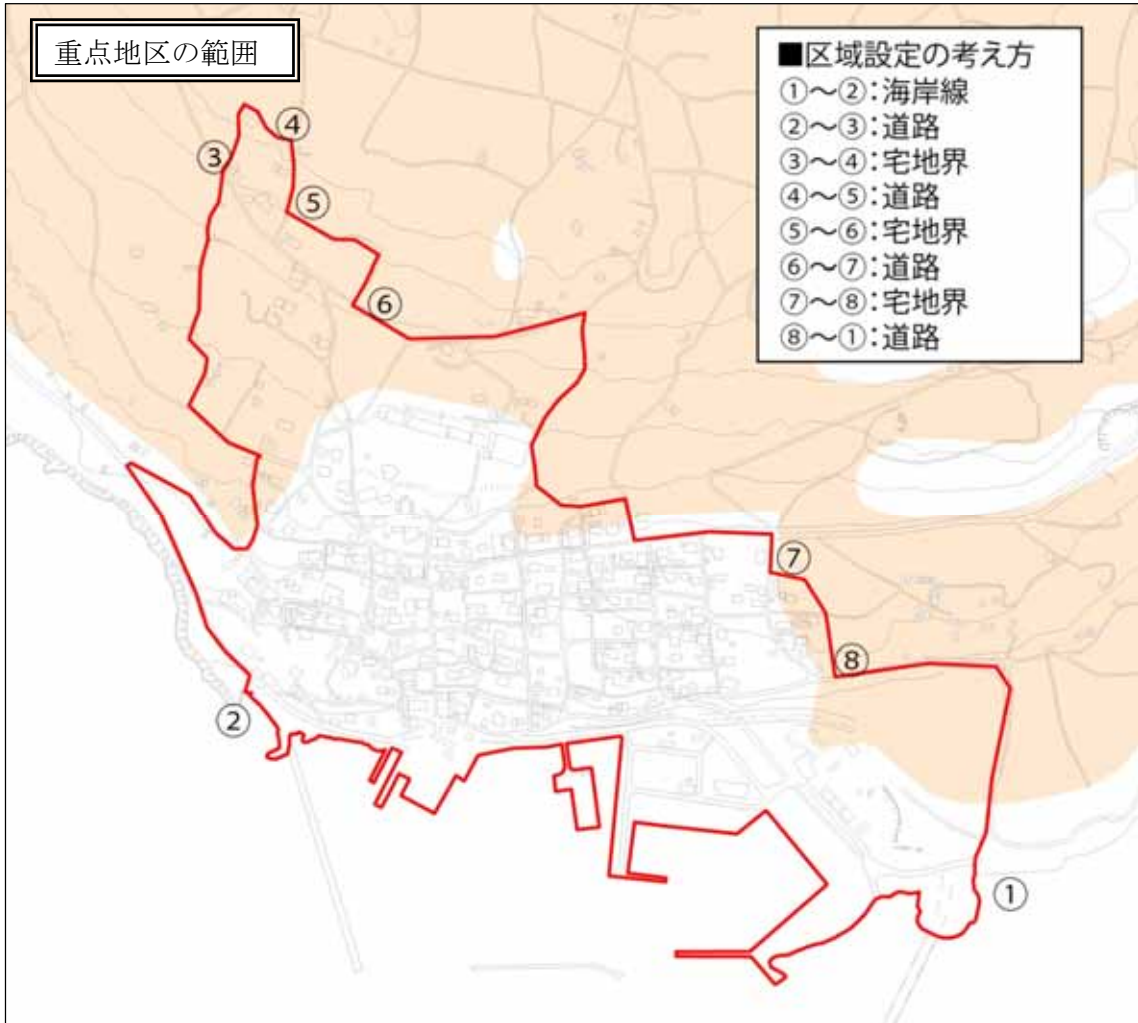 重点地区の範囲
■区域設定の考え方
①～②：海岸線
②～③：道路
③～④：宅地界
④～⑤：道路
⑤～⑥：宅地界
⑥～⑦：道路
⑦～⑧：宅地界
⑧～①：道路
④
③
⑤
⑥
⑦
⑧
②
①